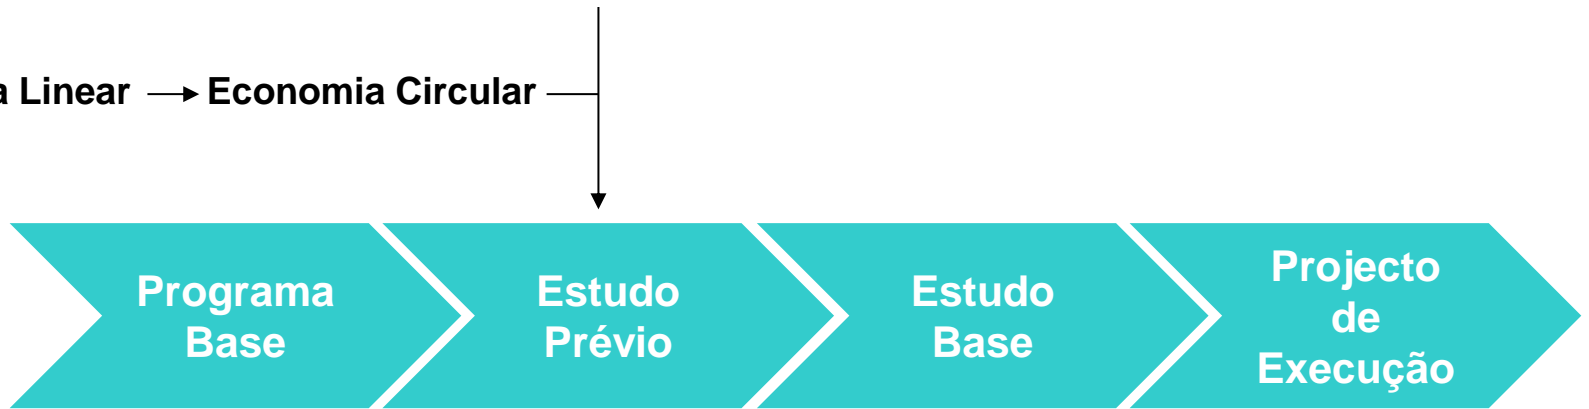 a Linear → Economia Circular
Programa
Base
Estudo
Prévio
Estudo
Base
Projecto
de
Execução